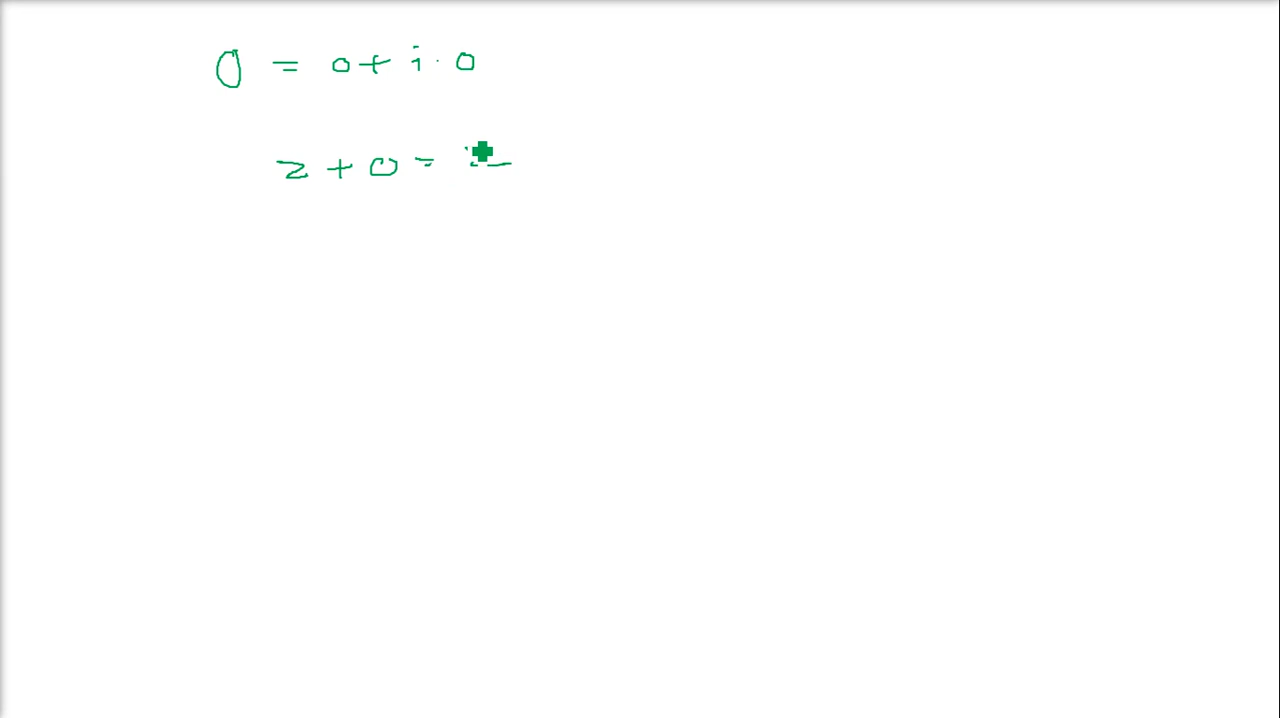 0 = 0 + i · 0
z + 0 =